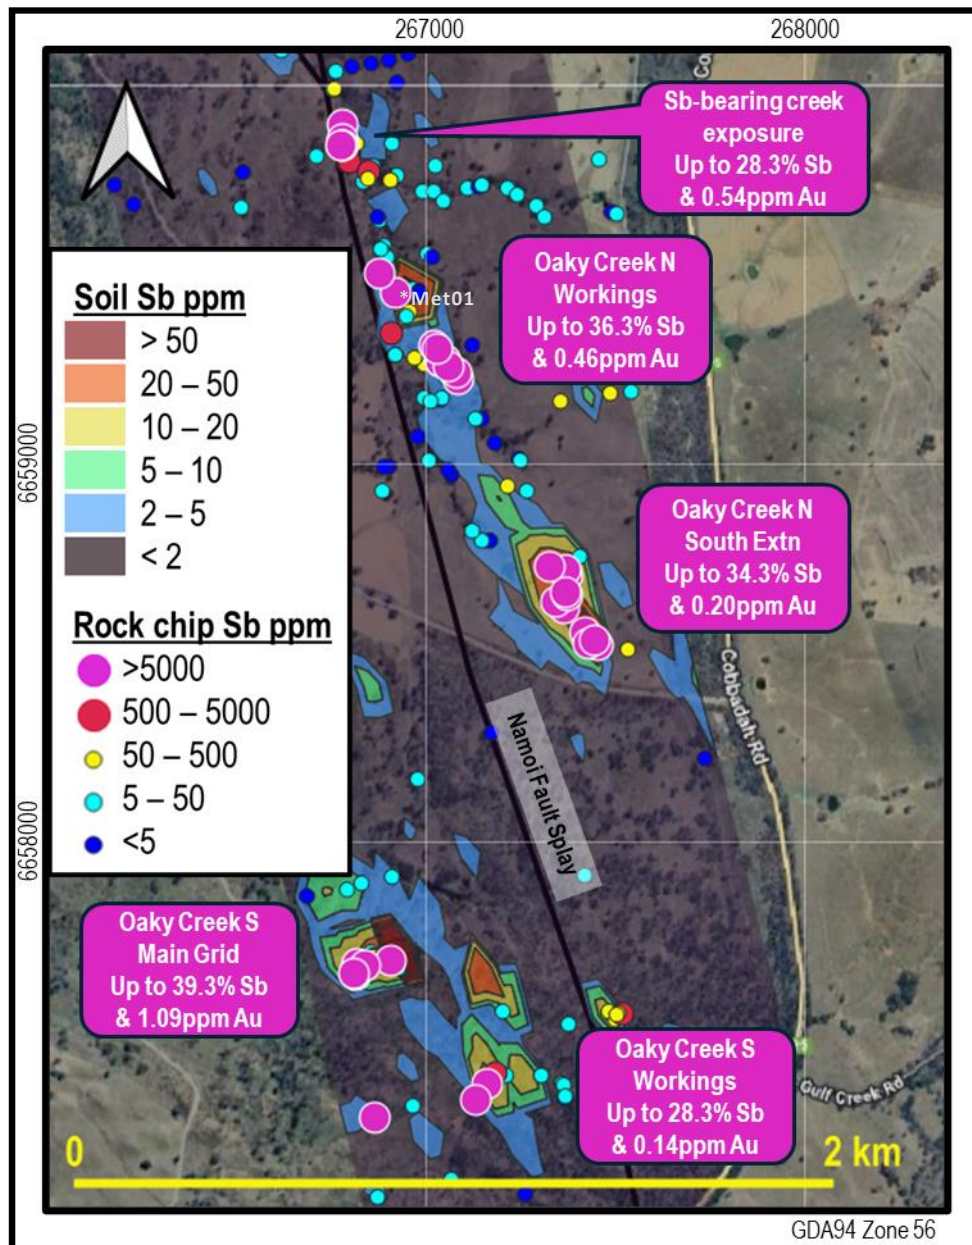 267000
268000
Co
Sb-bearing creek
exposure
Up to 28.3% Sb
& 0.54ppm Au
Oaky Creek N
Workings
Up to 36.3% Sb
& 0.46ppm Au
*Met01
Soil Sb ppm
> 50
20 – 50
10 – 20
5 – 10
2 – 5
< 2
Rock chip Sb ppm
>5000
500 – 5000
50 – 500
5 – 50
<5
6659000
6658000
Oaky Creek N
South Extn
Up to 34.3% Sb
& 0.20ppm Au
Cobbadah Rd
Namoi Fault Splay
Oaky Creek S
Main Grid
Up to 39.3% Sb
& 1.09ppm Au
Oaky Creek S
Workings
Up to 28.3% Sb
& 0.14ppm Au
Gulf Creek Rd
0
2 km
GDA94 Zone 56